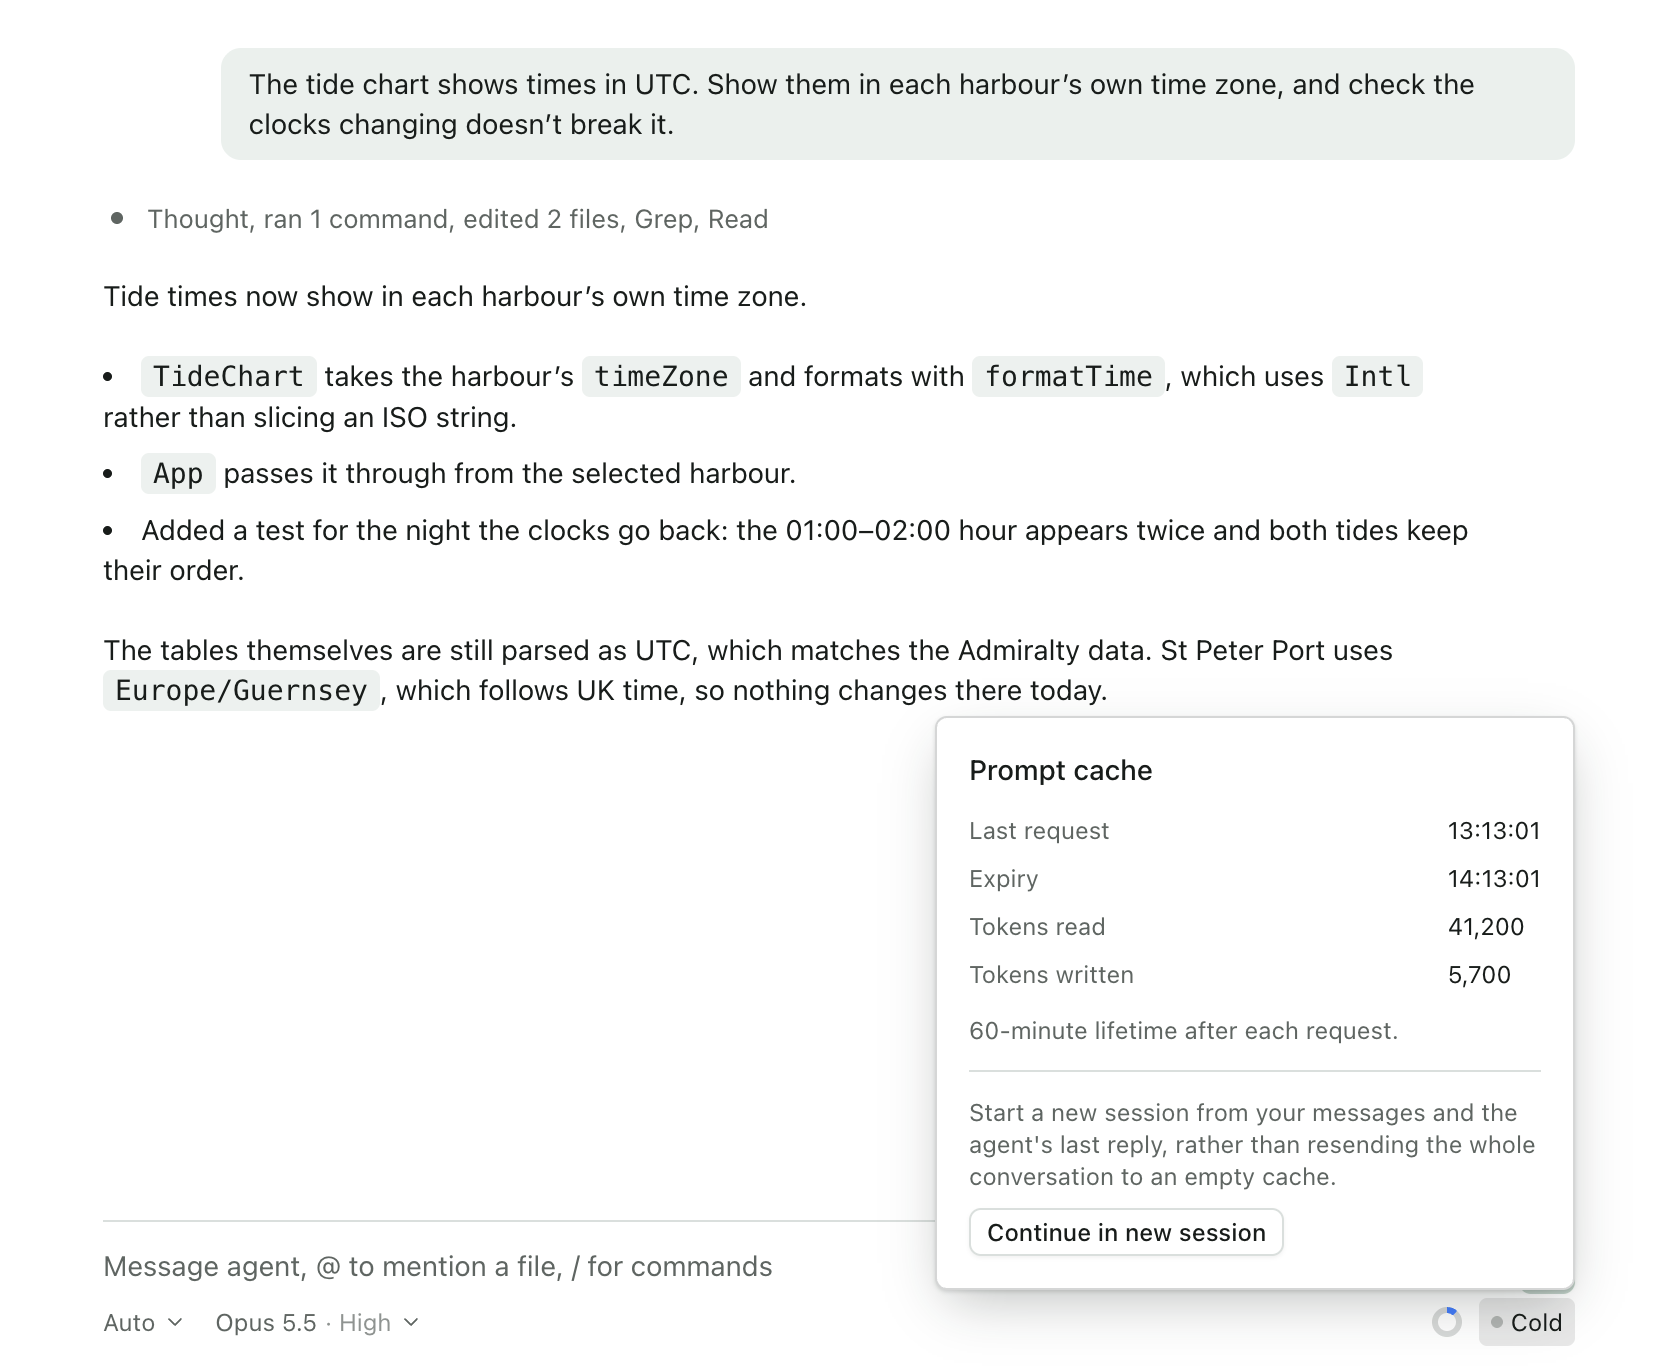 The tide chart shows times in UTC. Show them in each harbour’s own time zone, and check the
clocks changing doesn’t break it.
Thought, ran 1 command, edited 2 files, Grep, Read
Tide times now show in each harbour’s own time zone.
• TideChart takes the harbour’s timeZone and formats with formatTime, which uses Intl
rather than slicing an ISO string.
• App passes it through from the selected harbour.
• Added a test for the night the clocks go back: the 01:00–02:00 hour appears twice and both tides keep
their order.
The tables themselves are still parsed as UTC, which matches the Admiralty data. St Peter Port uses
Europe/Guernsey, which follows UK time, so nothing changes there today.
Prompt cache
Last request 13:13:01
Expiry 14:13:01
Tokens read 41,200
Tokens written 5,700
60-minute lifetime after each request.
Start a new session from your messages and the
agent's last reply, rather than resending the whole
conversation to an empty cache.
Continue in new session
Message agent, @ to mention a file, / for commands
Auto Opus 5.5 · High Cold